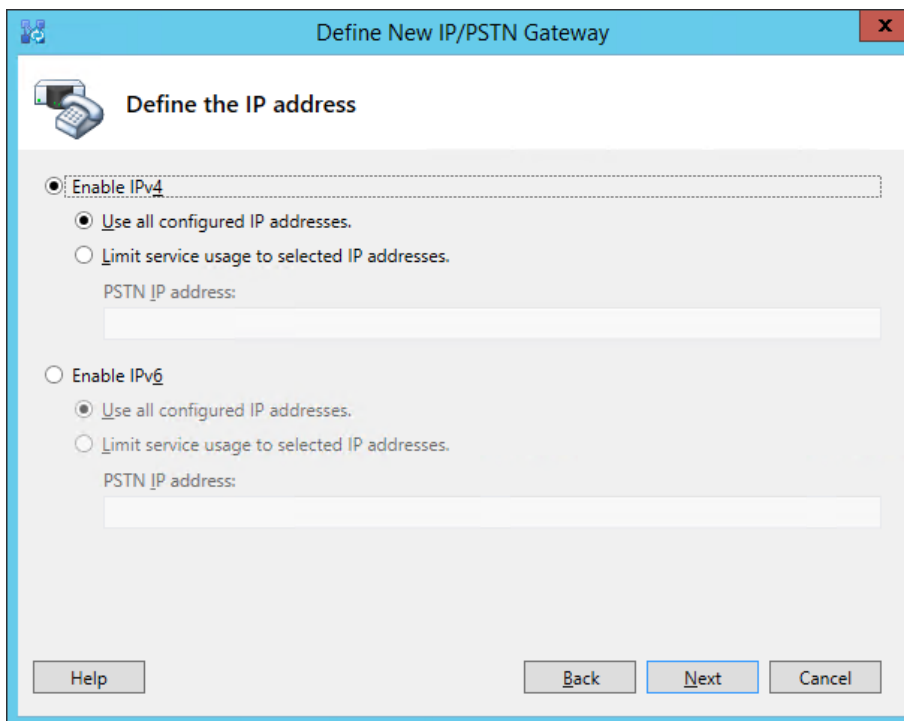 Define New IP/PSTN Gateway
x
Define the IP address
Enable IPv4
Use all configured IP addresses.
Limit service usage to selected IP addresses.
PSTN IP address:
Enable IPv6
Use all configured IP addresses.
Limit service usage to selected IP addresses.
PSTN IP address:
Help Back Next Cancel